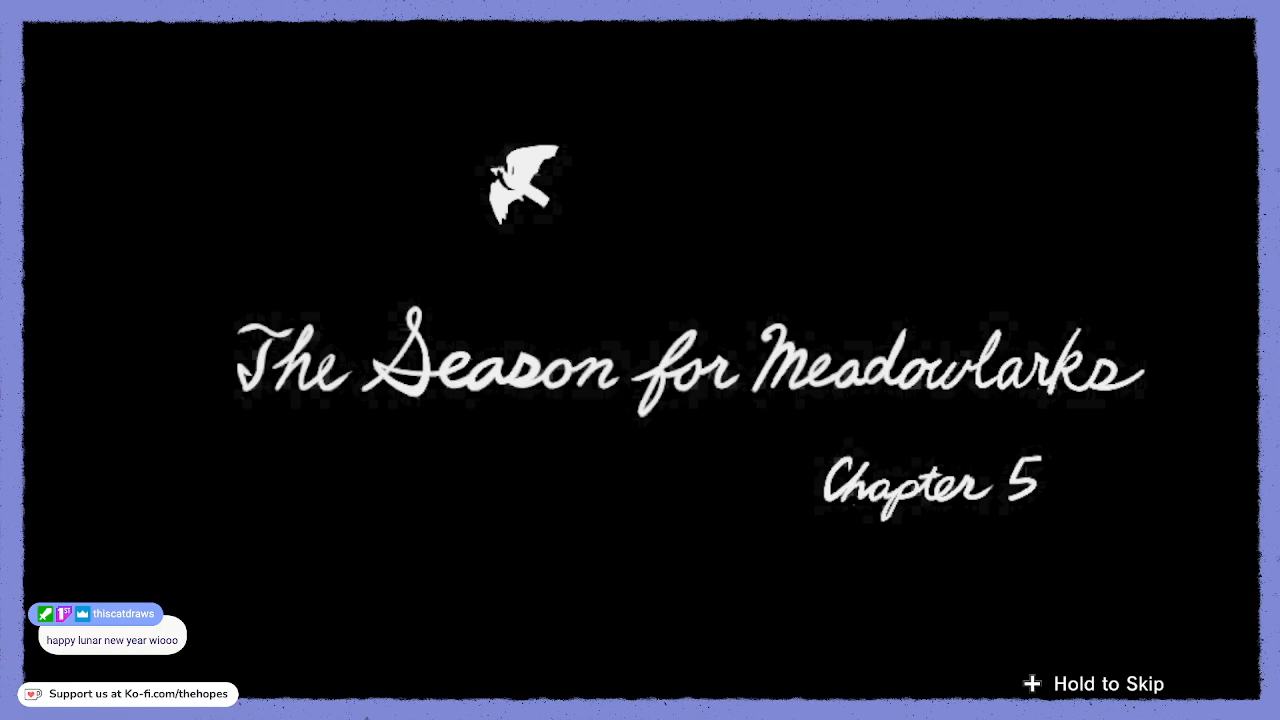 The Season for Meadowlarks
Chapter 5
1ST thiscatdraws
happy lunar new year wiooo
Support us at Ko-fi.com/thehopes
Hold to Skip